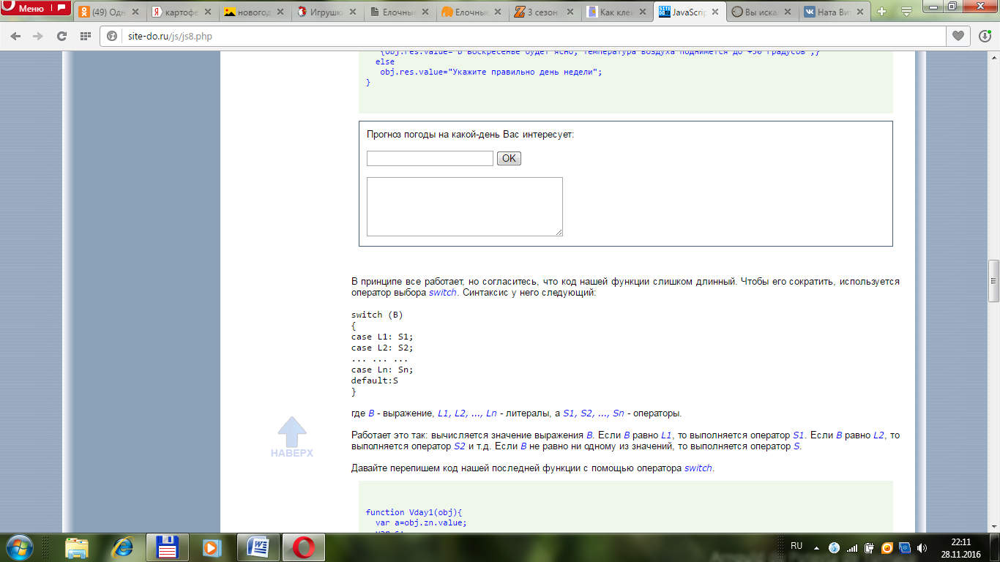 Меню
(49) Одн
картофе
новогод
Игрушк
Елочные
Елочные
3 сезон
Как клеи
JavaScrip
Вы иска
Ната Вит
site-do.ru/js/js8.php
{obj.res.value="В воскресенье будет ясно, температура воздуха поднимется до +30 градусов";}
else
obj.res.value="Укажите правильно день недели";
}
Прогноз погоды на какой-день Вас интересует:
OK
В принципе все работает, но согласитесь, что код нашей функции слишком длинный. Чтобы его сократить, используется
оператор выбора switch. Синтаксис у него следующий:
switch (B)
{
case L1: S1;
case L2: S2;
... ... ...
case Ln: Sn;
default:S
}
где B - выражение, L1, L2, ..., Ln - литералы, а S1, S2, ..., Sn - операторы.
Работает это так: вычисляется значение выражения B. Если B равно L1, то выполняется оператор S1. Если B равно L2, то
выполняется оператор S2 и т.д. Если B не равно ни одному из значений, то выполняется оператор S.
НАВЕРХ
Давайте перепишем код нашей последней функции с помощью оператора switch.
function Vday1(obj){
var a=obj.zn.value;
RU
22:11
28.11.2016